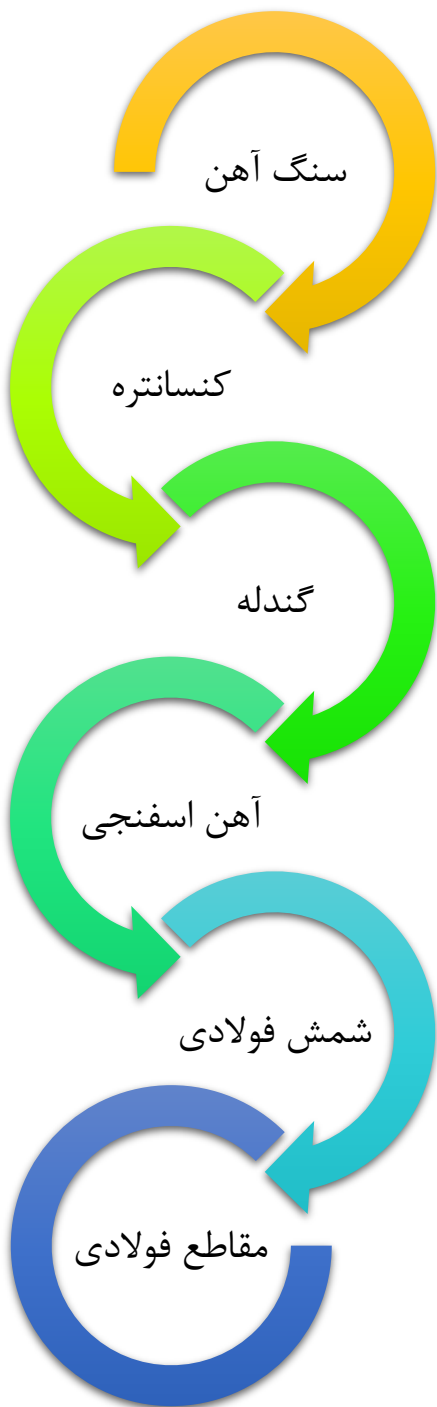 سنگ آهن
کنسانتره
گندله
آهن اسفنجی
شمش فولادی
مقاطع فولادی